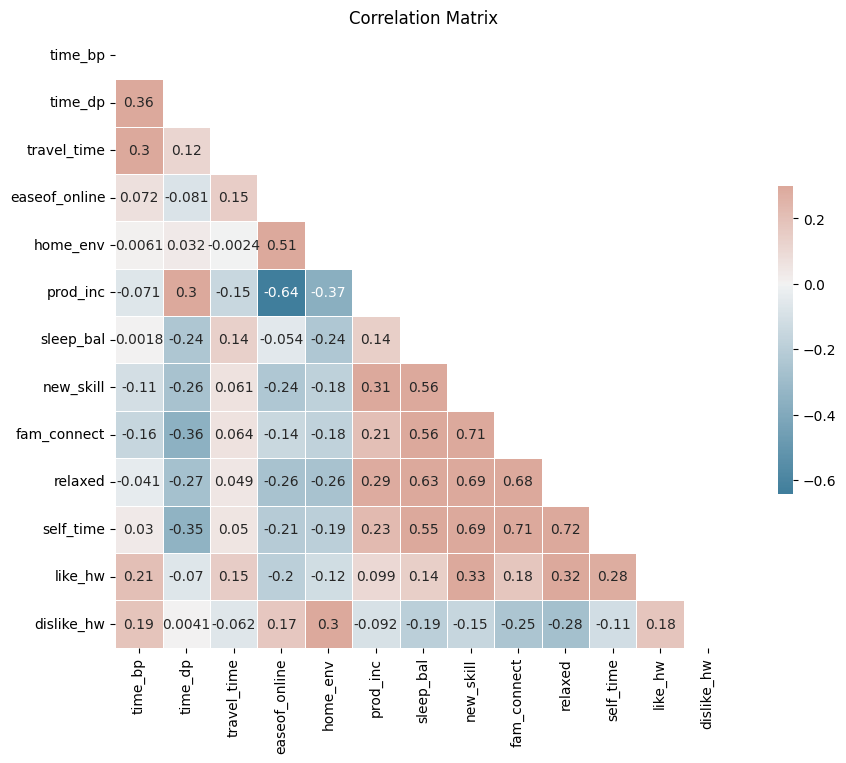 Correlation Matrix
time_bp
time_dp 0.36
travel_time 0.3 0.12
easeof_online 0.072 -0.081 0.15
home_env -0.0061 0.032 -0.0024 0.51
prod_inc -0.071 0.3 -0.15 -0.64 -0.37
sleep_bal -0.0018 -0.24 0.14 -0.054 -0.24 0.14
new_skill -0.11 -0.26 0.061 -0.24 -0.18 0.31 0.56
fam_connect -0.16 -0.36 0.064 -0.14 -0.18 0.21 0.56 0.71
relaxed -0.041 -0.27 0.049 -0.26 -0.26 0.29 0.63 0.69 0.68
self_time 0.03 -0.35 0.05 -0.21 -0.19 0.23 0.55 0.69 0.71 0.72
like_hw 0.21 -0.07 0.15 -0.2 -0.12 0.099 0.14 0.33 0.18 0.32 0.28
dislike_hw 0.19 0.0041 -0.062 0.17 0.3 -0.092 -0.19 -0.15 -0.25 -0.28 -0.11 0.18
time_bp time_dp travel_time easeof_online home_env prod_inc sleep_bal new_skill fam_connect relaxed self_time like_hw dislike_hw
0.2
0.0
−0.2
−0.4
−0.6